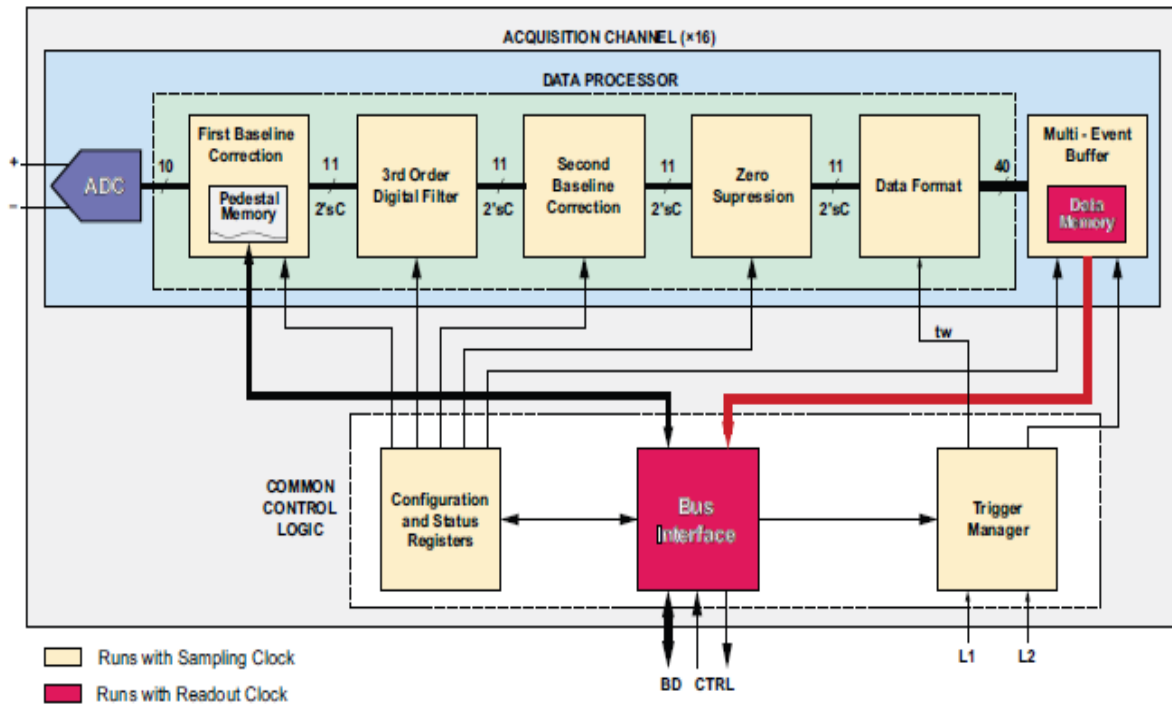 ACQUISITION CHANNEL (×16)
DATA PROCESSOR
First Baseline
Correction
Pedestal
Memory
3rd Order
Digital Filter
Second
Baseline
Correction
Zero
Supression
Data Format
Multi - Event
Buffer
Data
Memory
+
-
ADC
10
11
2'sC
11
2'sC
11
2'sC
11
2'sC
40
tw
COMMON
CONTROL
LOGIC
Configuration
and Status
Registers
Bus
Interface
Trigger
Manager
BD
CTRL
L1
L2
Runs with Sampling Clock
Runs with Readout Clock